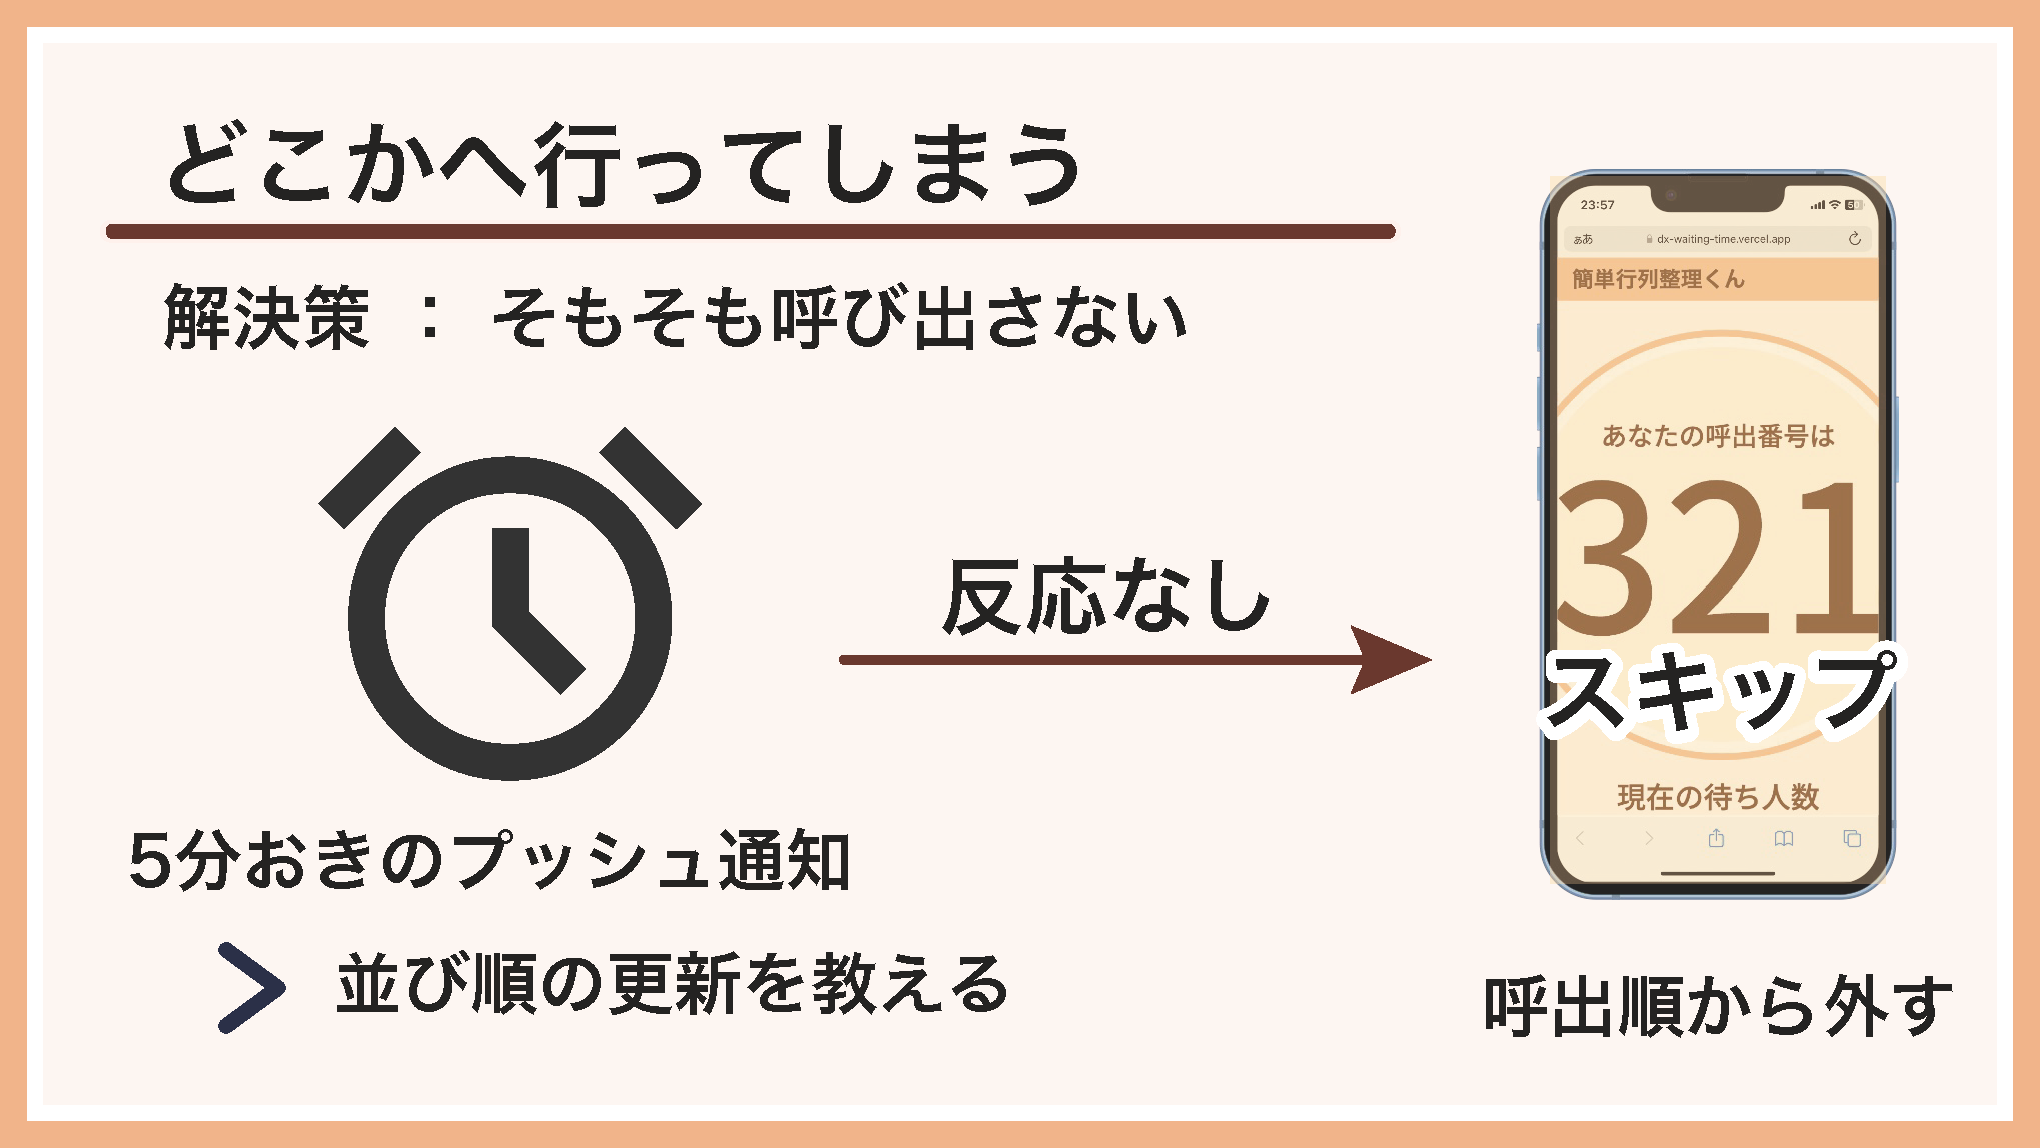 どこかへ行ってしまう
解決策 : そもそも呼び出さない
反応なし
5分おきのプッシュ通知
並び順の更新を教える
23:57
ぁあ dx-waiting-time.vercel.app
簡単行列整理くん
あなたの呼出番号は
321
スキップ
現在の待ち人数
呼出順から外す